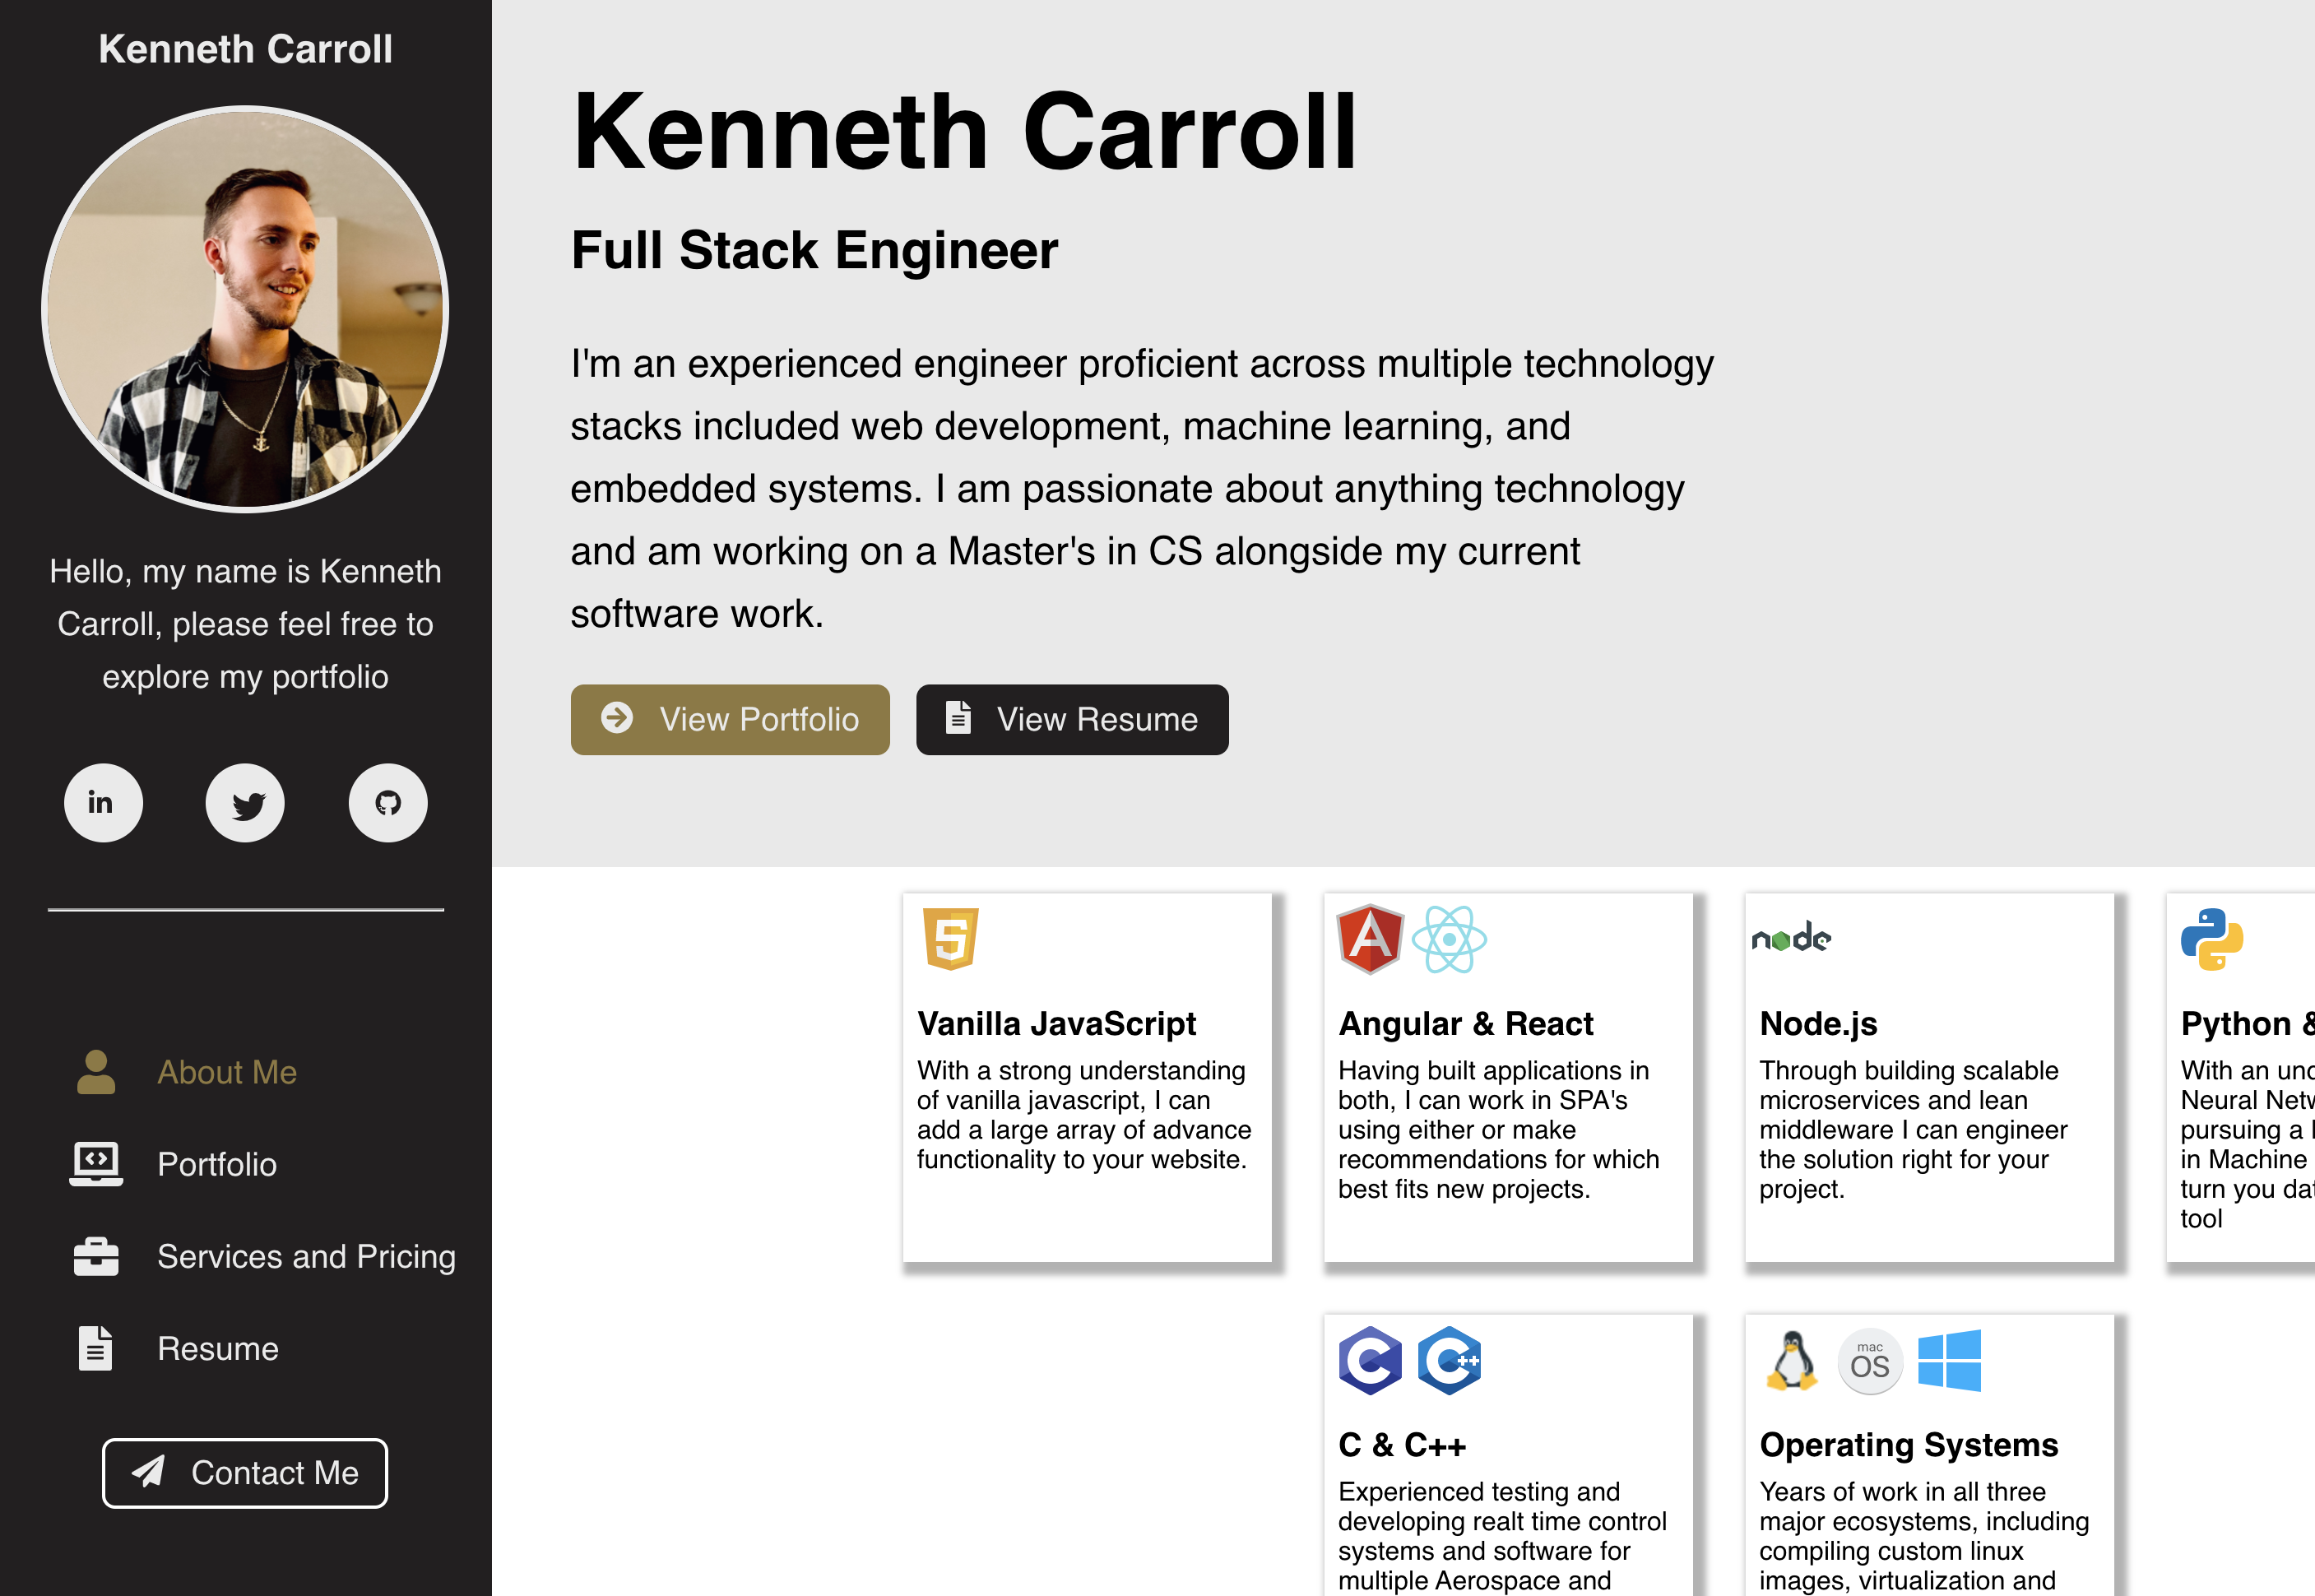 Kenneth Carroll
Hello, my name is Kenneth
Carroll, please feel free to
explore my portfolio
in
About Me
Portfolio
Services and Pricing
Resume
Contact Me
Kenneth Carroll
Full Stack Engineer
I'm an experienced engineer proficient across multiple technology
stacks included web development, machine learning, and
embedded systems. I am passionate about anything technology
and am working on a Master's in CS alongside my current
software work.
View Portfolio
View Resume
5
Vanilla JavaScript
With a strong understanding
of vanilla javascript, I can
add a large array of advance
functionality to your website.
A
Angular & React
Having built applications in
both, I can work in SPA's
using either or make
recommendations for which
best fits new projects.
node
Node.js
Through building scalable
microservices and lean
middleware I can engineer
the solution right for your
project.
Python &
With an
Neural
pursuing a
in Machine
turn you
tool
C
C++
C & C++
Experienced testing and
developing realt time control
systems and software for
multiple Aerospace and
mac
OS
Operating Systems
Years of work in all three
major ecosystems, including
compiling custom linux
images, virtualization and